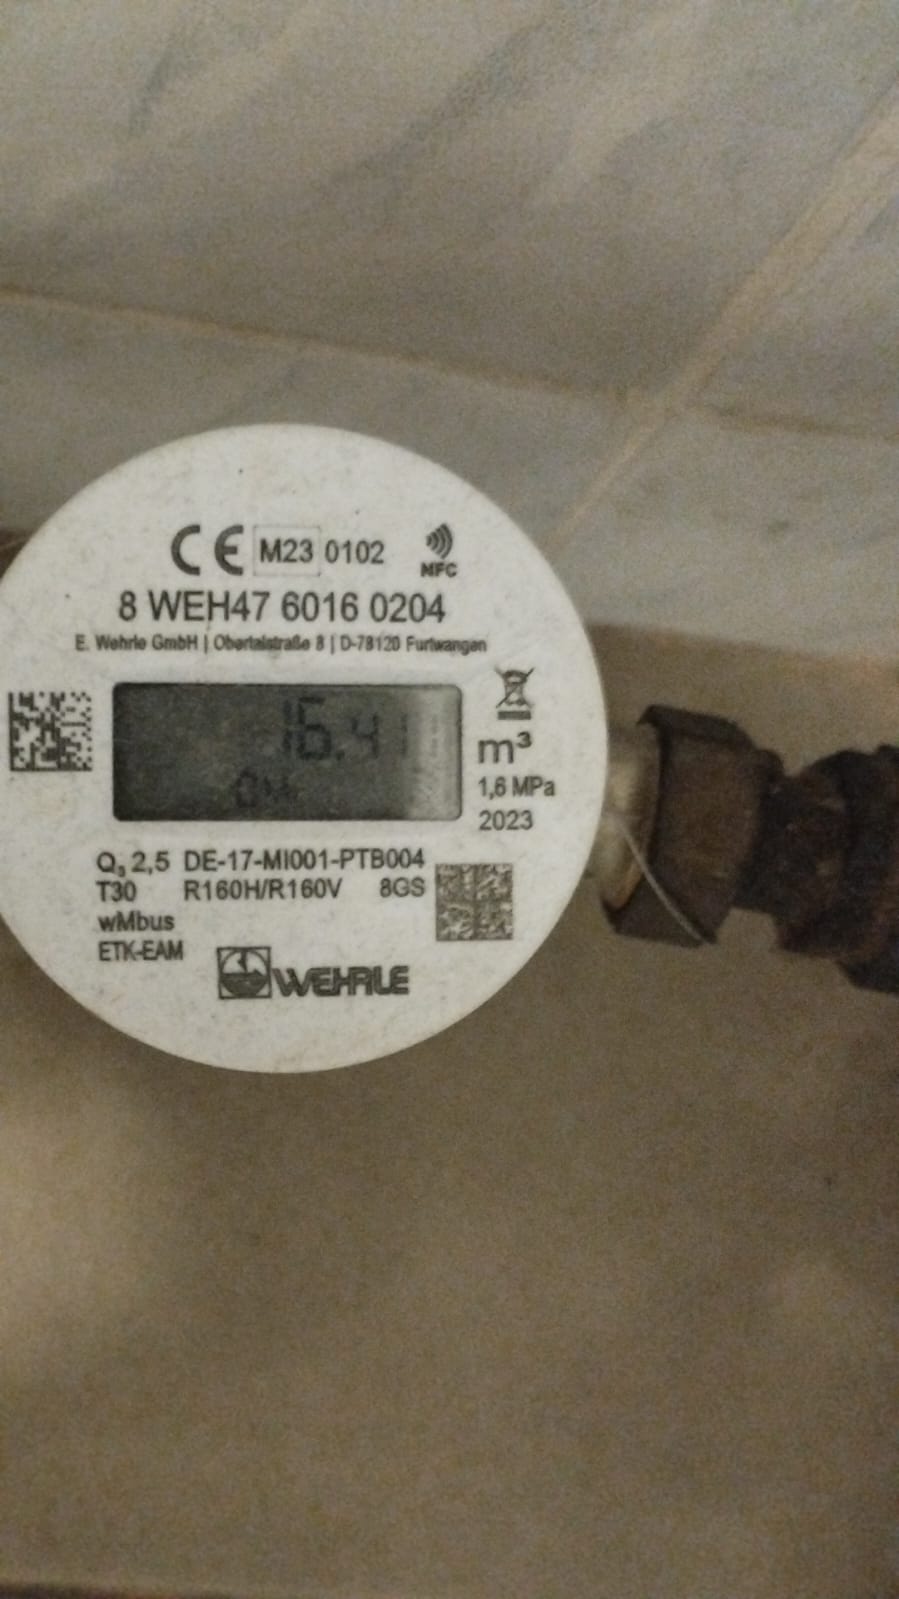 CE M23 0102
NFC
8 WEH47 6016 0204
E. Wehrle GmbH | Obertalstraße 8 | D-78120 Furtwangen
16.41
m³
1,6 MPa
2023
Q₃ 2,5 DE-17-MI001-PTB004
T30 R160H/R160V 8GS
wMbus
ETK-EAM
WEHRLE